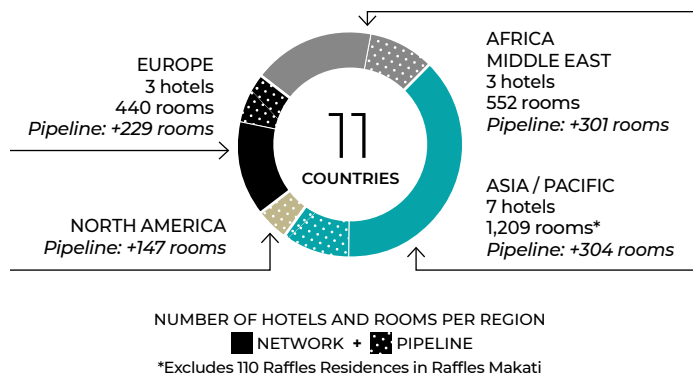 EUROPE
3 hotels
440 rooms
Pipeline: +229 rooms
NORTH AMERICA
Pipeline: +147 rooms
11
COUNTRIES
AFRICA
MIDDLE EAST
3 hotels
552 rooms
Pipeline: +301 rooms
ASIA / PACIFIC
7 hotels
1,209 rooms*
Pipeline: +304 rooms
NUMBER OF HOTELS AND ROOMS PER REGION
NETWORK + PIPELINE
*Excludes 110 Raffles Residences in Raffles Makati